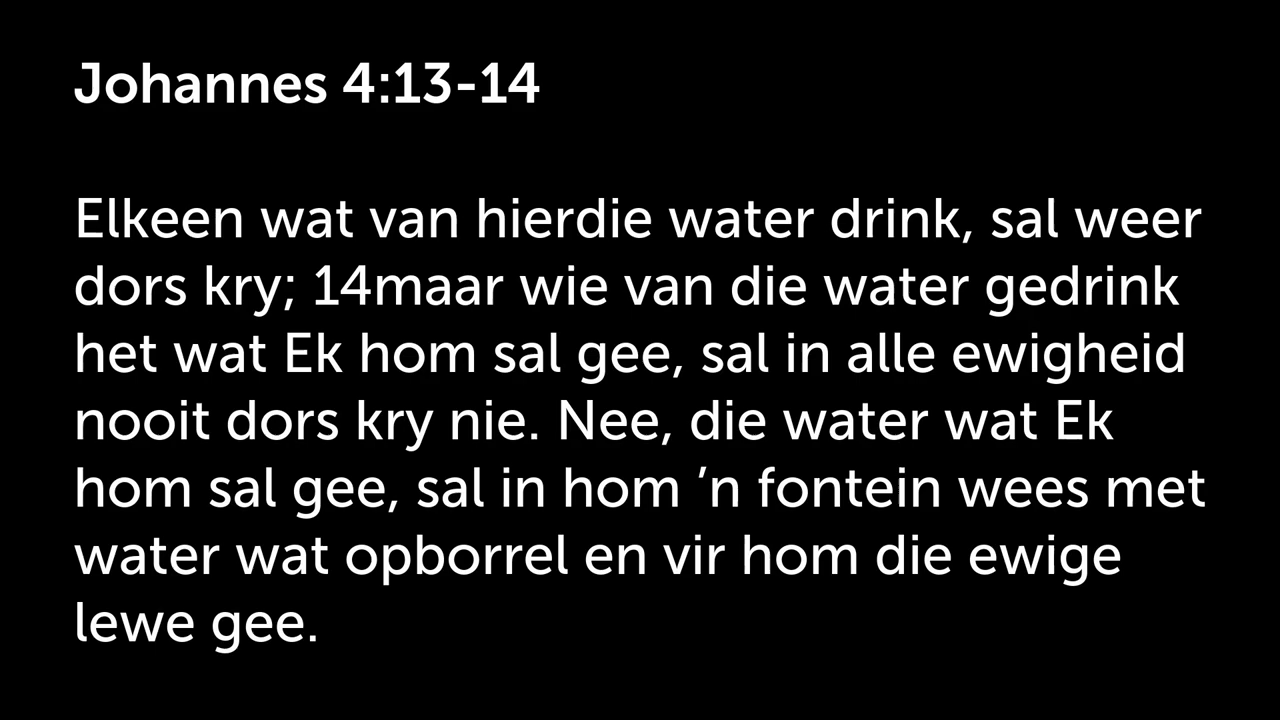 Johannes 4:13-14
Elkeen wat van hierdie water drink, sal weer
dors kry; 14maar wie van die water gedrink
het wat Ek hom sal gee, sal in alle ewigheid
nooit dors kry nie. Nee, die water wat Ek
hom sal gee, sal in hom ’n fontein wees met
water wat opborrel en vir hom die ewige
lewe gee.